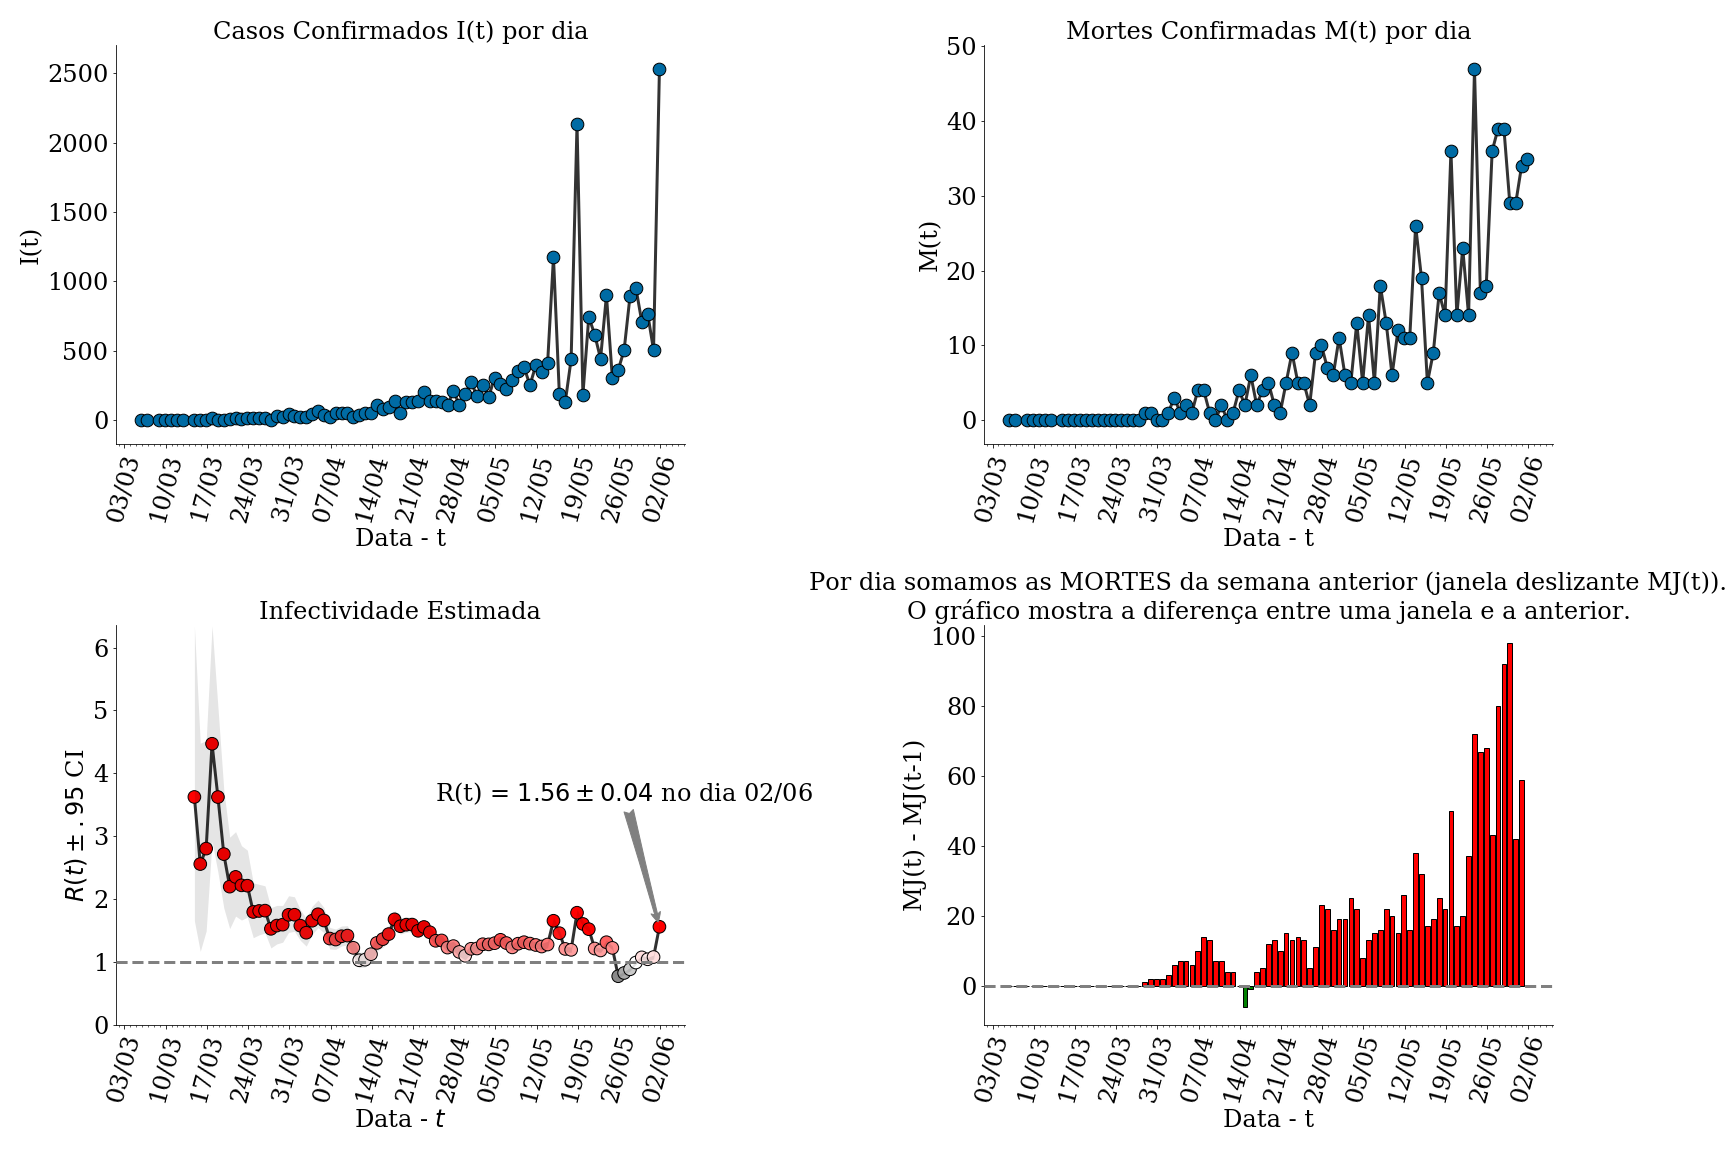 Casos Confirmados I(t) por dia
I(t)
2500
2000
1500
1000
500
0
03/03 10/03 17/03 24/03 31/03 07/04 14/04 21/04 28/04 05/05 12/05 19/05 26/05 02/06
Data - t
Mortes Confirmadas M(t) por dia
M(t)
50
40
30
20
10
0
03/03 10/03 17/03 24/03 31/03 07/04 14/04 21/04 28/04 05/05 12/05 19/05 26/05 02/06
Data - t
Infectividade Estimada
R(t) ± .95 CI
6
5
4
3
2
1
0
R(t) = 1.56 ± 0.04 no dia 02/06
03/03 10/03 17/03 24/03 31/03 07/04 14/04 21/04 28/04 05/05 12/05 19/05 26/05 02/06
Data - t
Por dia somamos as MORTES da semana anterior (janela deslizante MJ(t)).
O gráfico mostra a diferença entre uma janela e a anterior.
MJ(t) - MJ(t-1)
100
80
60
40
20
0
03/03 10/03 17/03 24/03 31/03 07/04 14/04 21/04 28/04 05/05 12/05 19/05 26/05 02/06
Data - t